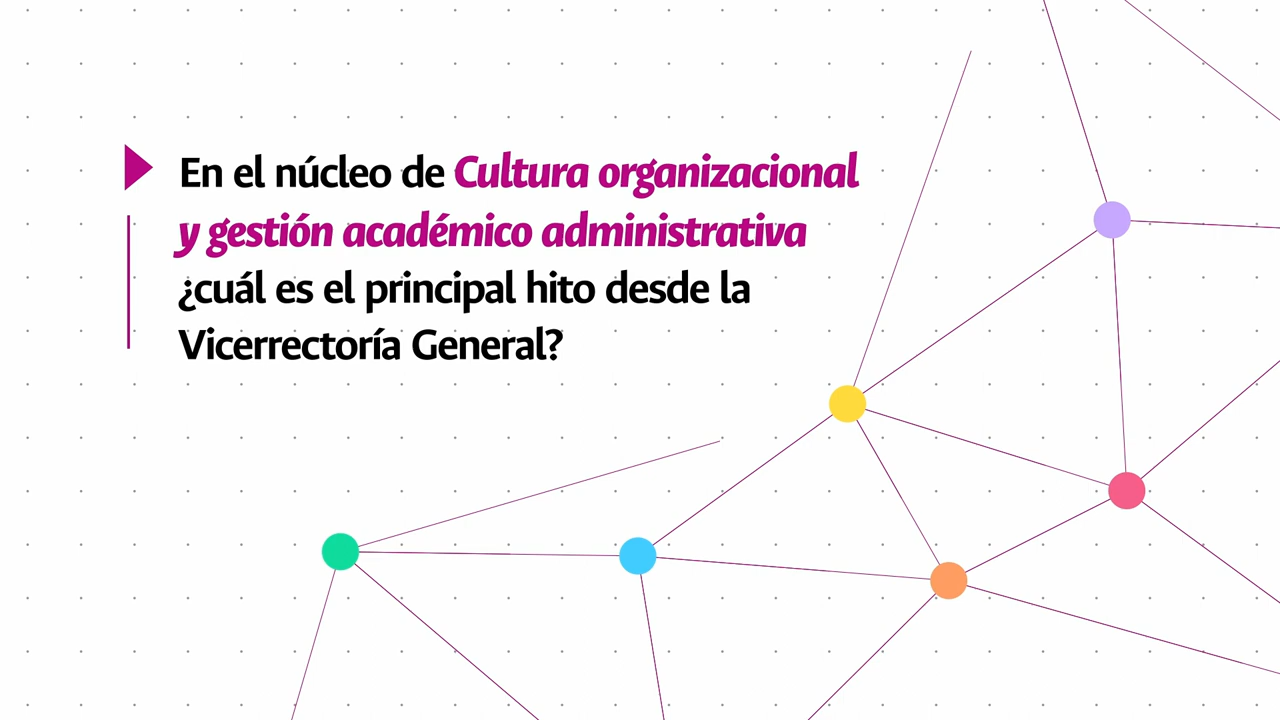 En el núcleo de Cultura organizacional
y gestión académico administrativa
¿cuál es el principal hito desde la
Vicerrectoría General?